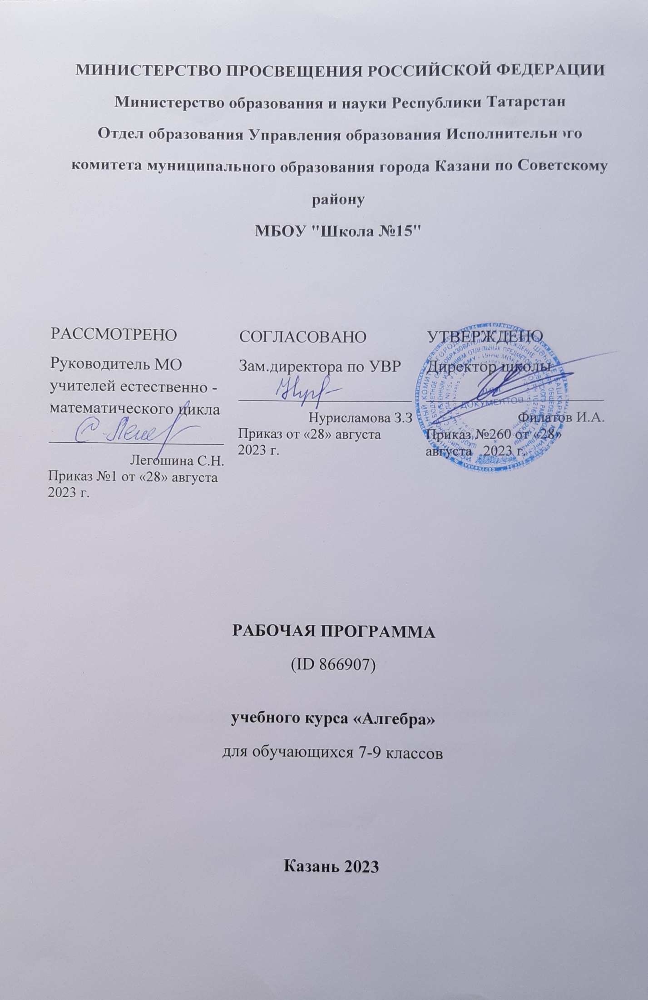 МИНИСТЕРСТВО ПРОСВЕЩЕНИЯ РОССИЙСКОЙ ФЕДЕРАЦИИ
Министерство образования и науки Республики Татарстан
Отдел образования Управления образования Исполнительного
комитета муниципального образования города Казани по Советскому
району
МБОУ "Школа №15"
РАССМОТРЕНО
Руководитель МО
учителей естественно -
математического цикла
Легошина С.Н.
Приказ №1 от «28» августа
2023 г.
СОГЛАСОВАНО
Зам.директора по УВР
Нурисламова З.З
Приказ от «28» августа
2023 г.
УТВЕРЖДЕНО
Директор школы
ДЛЯ
ДОКУМЕНТОВ
Филатов И.А.
Приказ №260 от «28»
августа 2023 г.
РАБОЧАЯ ПРОГРАММА
(ID 866907)
учебного курса «Алгебра»
для обучающихся 7-9 классов
Казань 2023